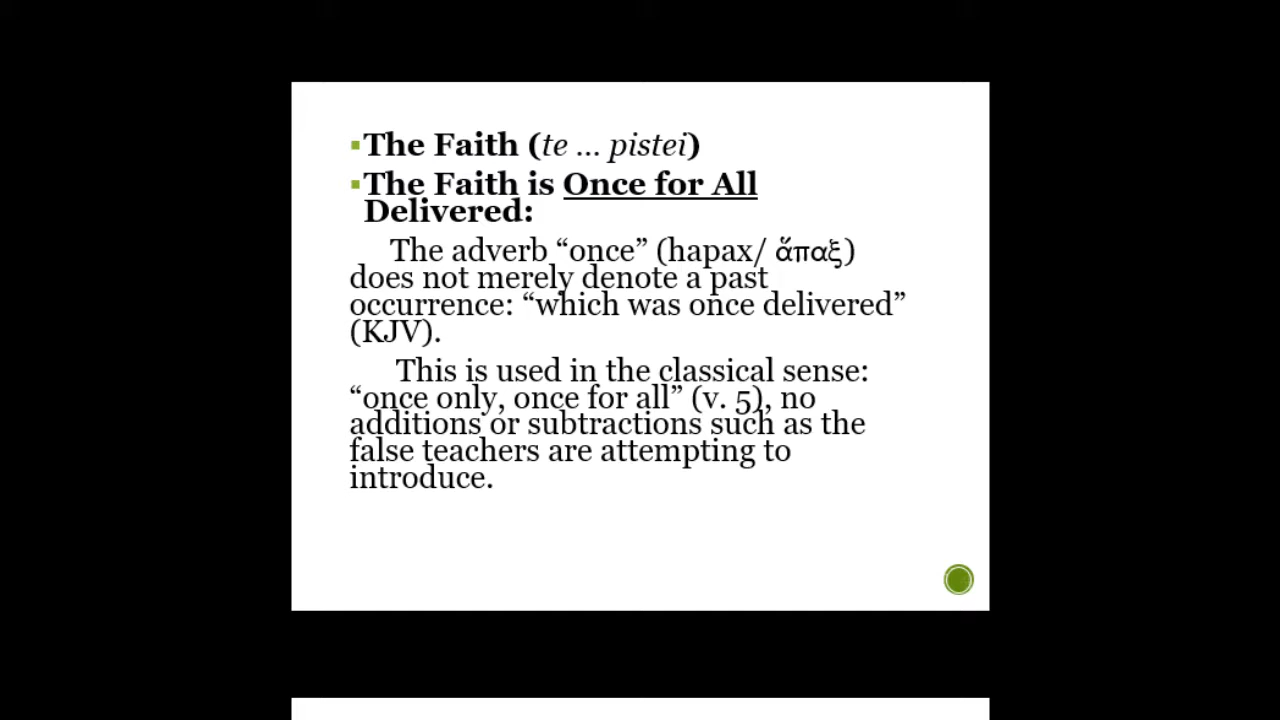 The Faith (te ... pistei)
The Faith is Once for All
Delivered:
The adverb “once” (hapax/ ἅπαξ)
does not merely denote a past
occurrence: “which was once delivered”
(KJV).
This is used in the classical sense:
“once only, once for all” (v. 5), no
additions or subtractions such as the
false teachers are attempting to
introduce.